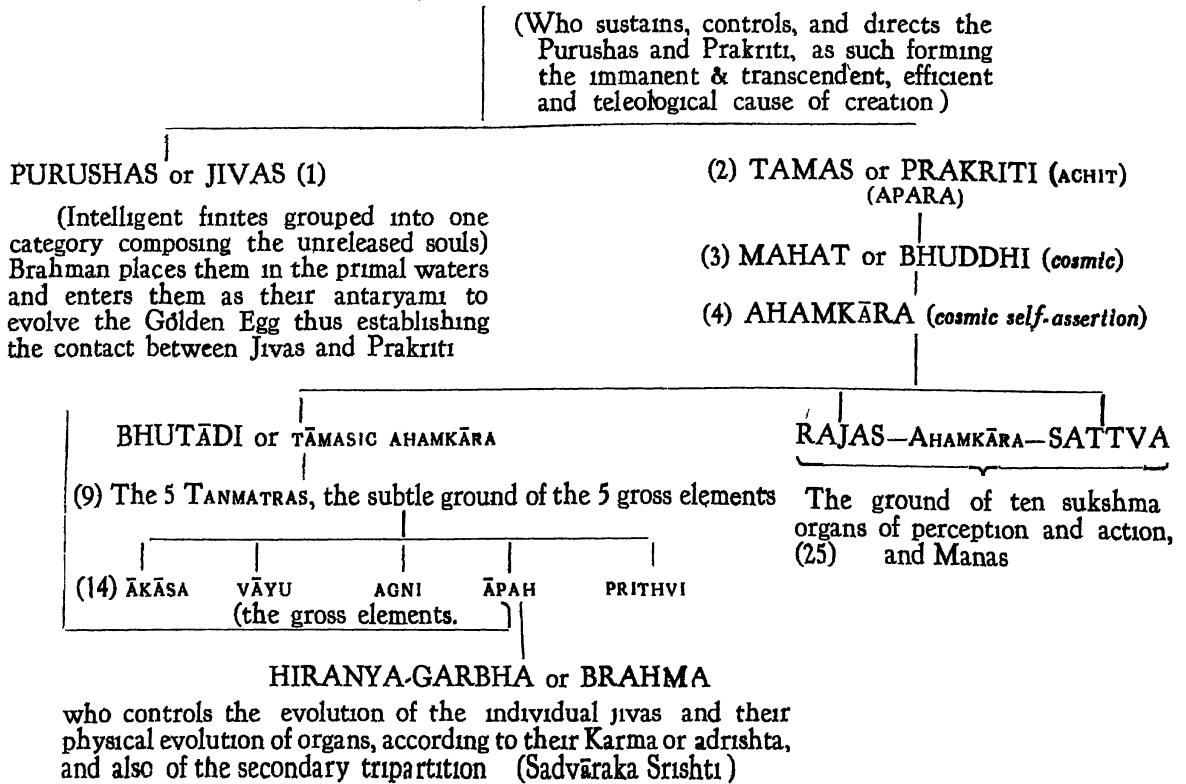 (Who sustains, controls, and directs the
Purushas and Prakriti, as such forming
the immanent & transcendent, efficient
and teleological cause of creation)
PURUSHAS or JIVAS (1)
(Intelligent finites grouped into one
category composing the unreleased souls)
Brahman places them in the primal waters
and enters them as their antaryami to
evolve the Golden Egg thus establishing
the contact between Jivas and Prakriti
(2) TAMAS or PRAKRITI (ACHIT)
(APARA)
(3) MAHAT or BHUDDHI (cosmic)
(4) AHAMKĀRA (cosmic self-assertion)
BHUTĀDI or TĀMASIC AHAMKĀRA
RAJAS—AHAMKĀRA—SATTVA
(9) The 5 TANMATRAS, the subtle ground of the 5 gross elements
The ground of ten sukshma
organs of perception and action,
(25) and Manas
(14) ĀKĀSA VĀYU AGNI ĀPAH PRITHVI
(the gross elements.
HIRANYA-GARBHA or BRAHMA
who controls the evolution of the individual jivas and their
physical evolution of organs, according to their Karma or adrishta,
and also of the secondary tripartition (Sadvāraka Srishti)